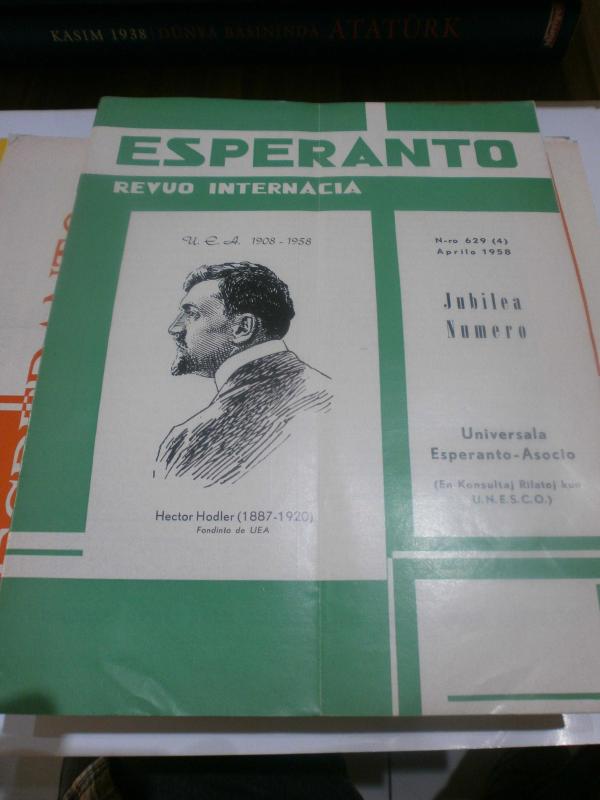 KASIM 1938 DÜNYA BASININDA ATATÜRK
ESPERANTO
REVUO INTERNACIA
U. E. A. 1908 - 1958
N-ro 629 (4)
Aprilo 1958
Jubilea
Numero
Universala
Esperanto-Asocio
(En Konsultaj Rilatoj kun
U.N.E.S.C.O.)
Hector Hodler (1887-1920)
Fondinto de UEA